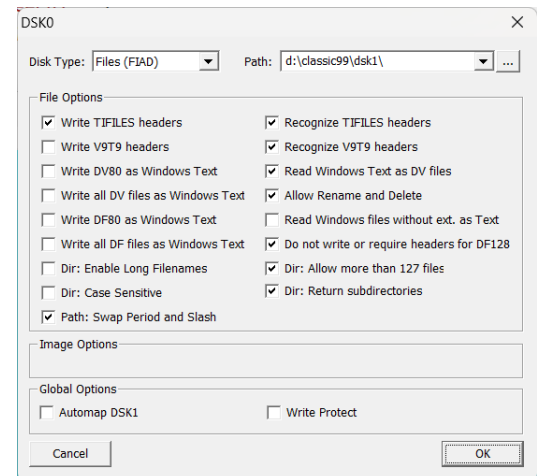 DSK0
Disk Type: Files (FIAD) Path: d:\classic99\dsk1\ ...
File Options
Write TIFILES headers Recognize TIFILES headers
Write V9T9 headers Recognize V9T9 headers
Write DV80 as Windows Text Read Windows Text as DV files
Write all DV files as Windows Text Allow Rename and Delete
Write DF80 as Windows Text Read Windows files without ext. as Text
Write all DF files as Windows Text Do not write or require headers for DF128
Dir: Enable Long Filenames Dir: Allow more than 127 files
Dir: Case Sensitive Dir: Return subdirectories
Path: Swap Period and Slash
Image Options
Global Options
Automap DSK1 Write Protect
Cancel OK